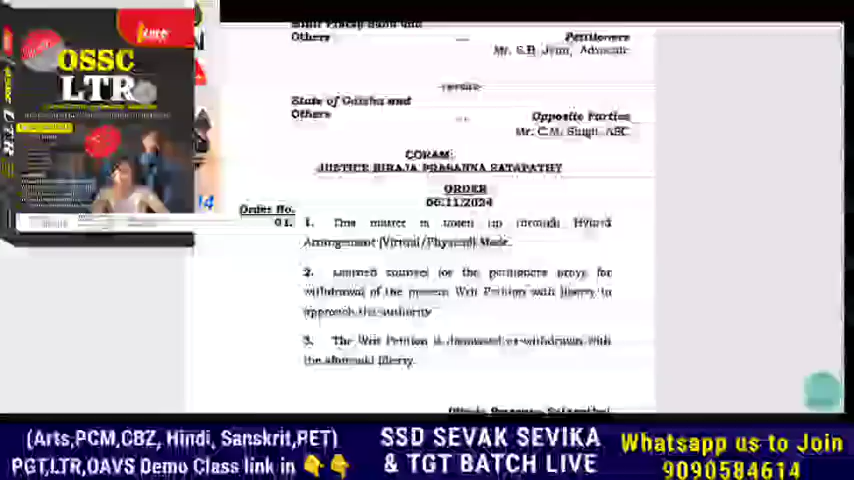 OSSC
LTR
Others
...
Petitioners
Mr. S.B. Jena, Advocate
State of Odisha and
Others
Opposite Parties
Mr. C.M. Singh, ASC
CORAM:
JUSTICE BIRAJA PRASANNA SATAPATHY
ORDER
06.11/2024
Order No.
01.
1. This matter is taken up through Hybrid
Arrangement (Virtual/Physical) Mode.
2. Learned counsel for the petitioners prays for
withdrawal of the present Writ Petition with liberty to
approach the authority
3. The Writ Petition is dismissed as withdrawn with
the aforesaid liberty.
(Arts,PCM,CBZ, Hindi, Sanskrit,PET)
PGT,LTR,OAVS Demo Class link in 👇👇
SSD SEVAK SEVIKA
& TGT BATCH LIVE
Whatsapp us to Join
9090584614